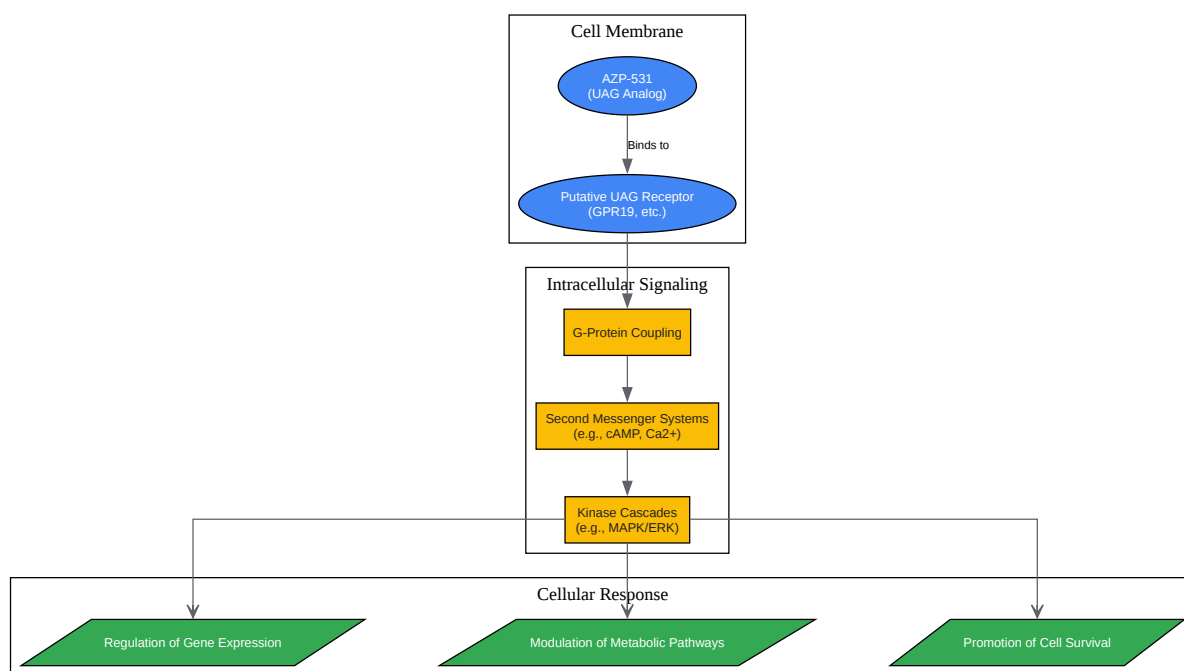 Cell Membrane
AZP-531
(UAG Analog)
Binds to
Putative UAG Receptor
(GPR19, etc.)
Intracellular Signaling
G-Protein Coupling
Second Messenger Systems
(e.g., cAMP, Ca2+)
Kinase Cascades
(e.g., MAPK/ERK)
Cellular Response
Regulation of Gene Expression
Modulation of Metabolic Pathways
Promotion of Cell Survival